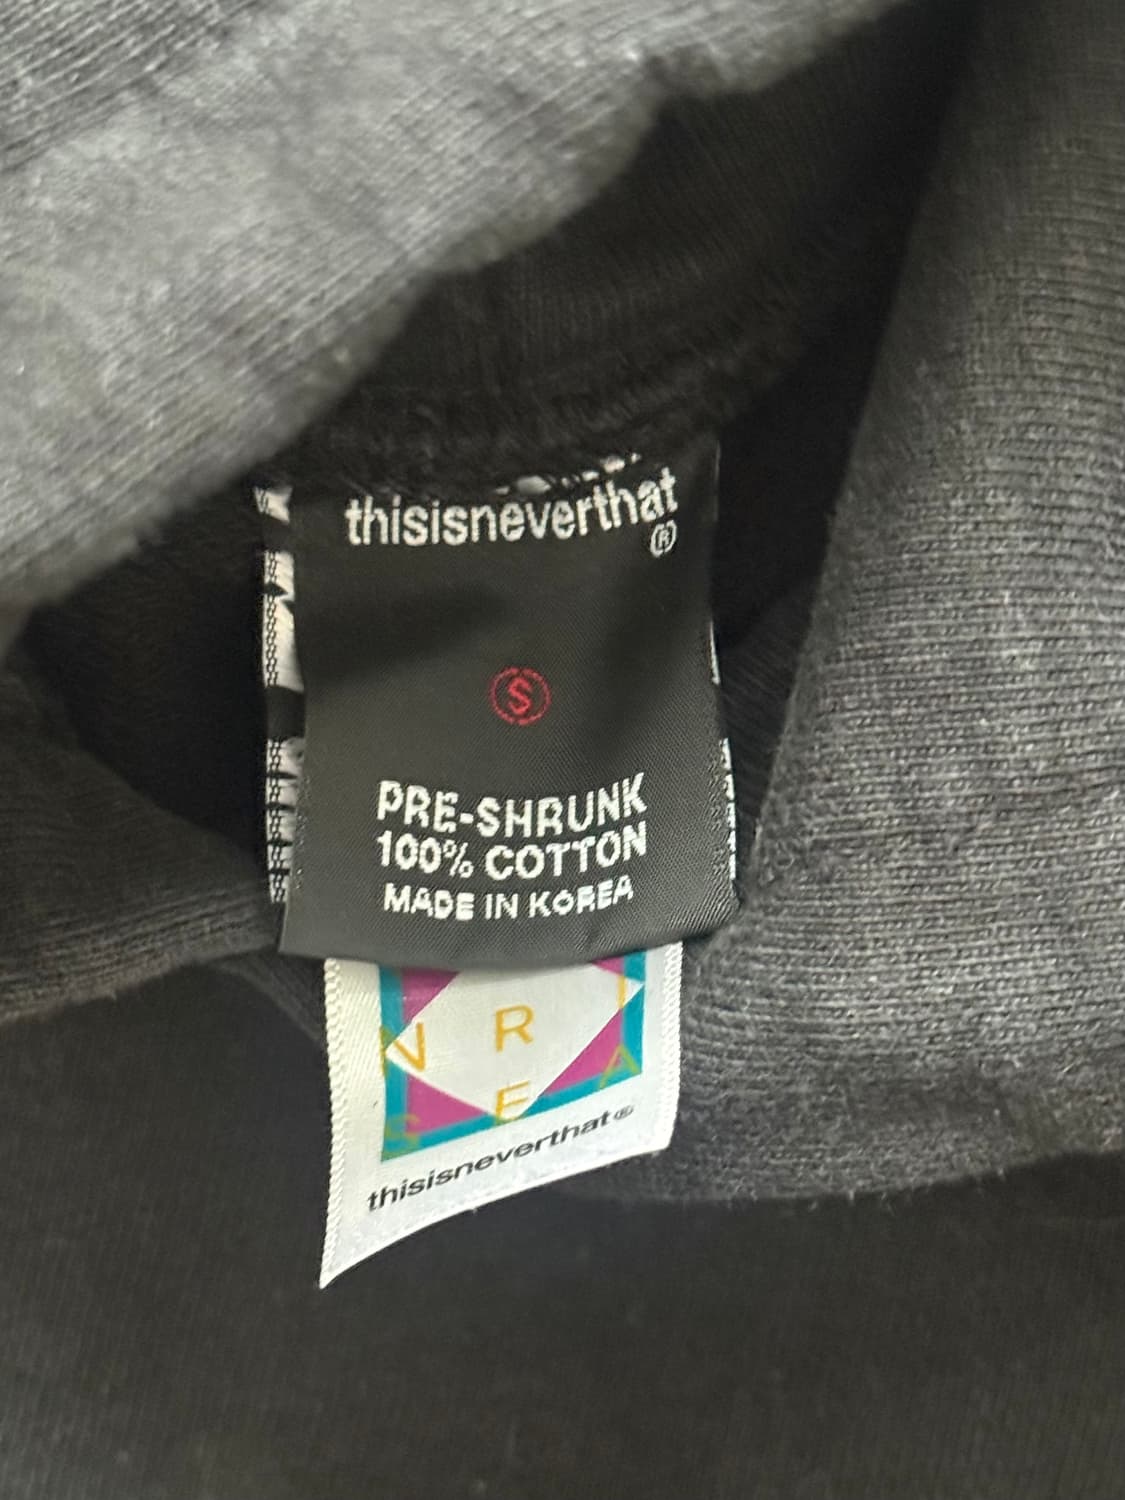 thisisneverthat
®
S
PRE-SHRUNK
100% COTTON
MADE IN KOREA
I
N R
A
E
thisisneverthat®